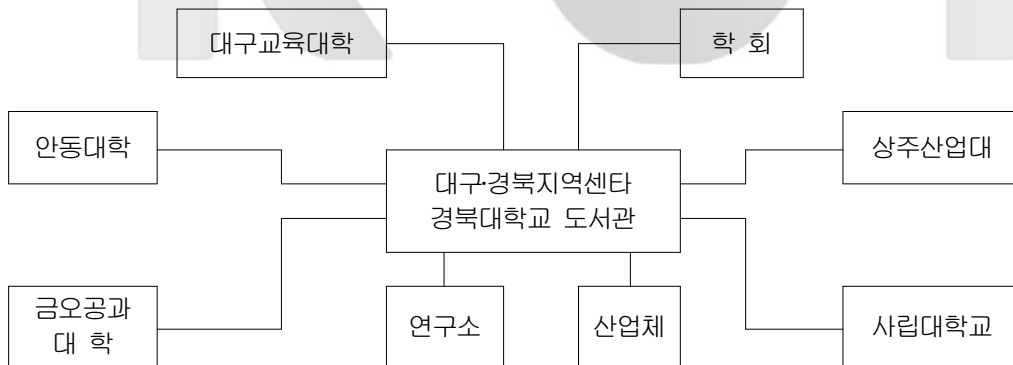 대구교육대학
학 회
안동대학
상주산업대
대구·경북지역센타
경북대학교 도서관
금오공과
대 학
연구소
산업체
사립대학교